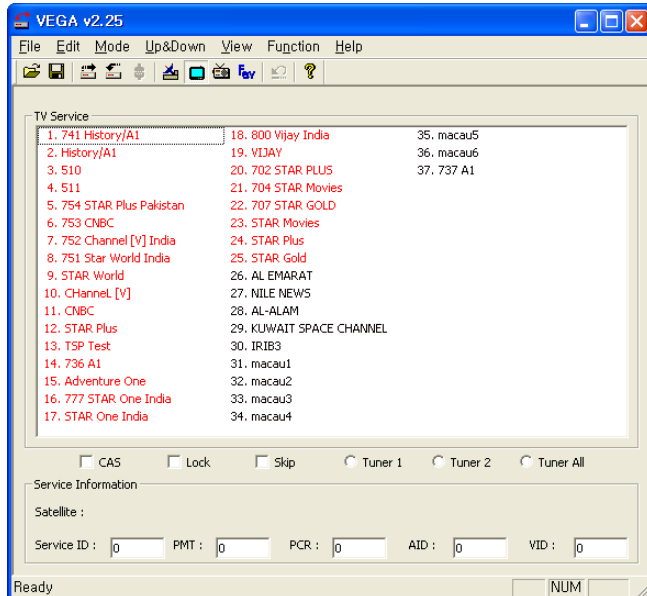 VEGA v2.25
File Edit Mode Up&Down View Function Help
Fav
TV Service
1. 741 History/A1
2. History/A1
3. 510
4. 511
5. 754 STAR Plus Pakistan
6. 753 CNBC
7. 752 Channel [V] India
8. 751 Star World India
9. STAR World
10. CHanneL [V]
11. CNBC
12. STAR Plus
13. TSP Test
14. 736 A1
15. Adventure One
16. 777 STAR One India
17. STAR One India
18. 800 Vijay India
19. VIJAY
20. 702 STAR PLUS
21. 704 STAR Movies
22. 707 STAR GOLD
23. STAR Movies
24. STAR Plus
25. STAR Gold
26. AL EMARAT
27. NILE NEWS
28. AL-ALAM
29. KUWAIT SPACE CHANNEL
30. IRIB3
31. macau1
32. macau2
33. macau3
34. macau4
35. macau5
36. macau6
37. 737 A1
CAS Lock Skip Tuner 1 Tuner 2 Tuner All
Service Information
Satellite :
Service ID : 0 PMT : 0 PCR : 0 AID : 0 VID : 0
Ready NUM